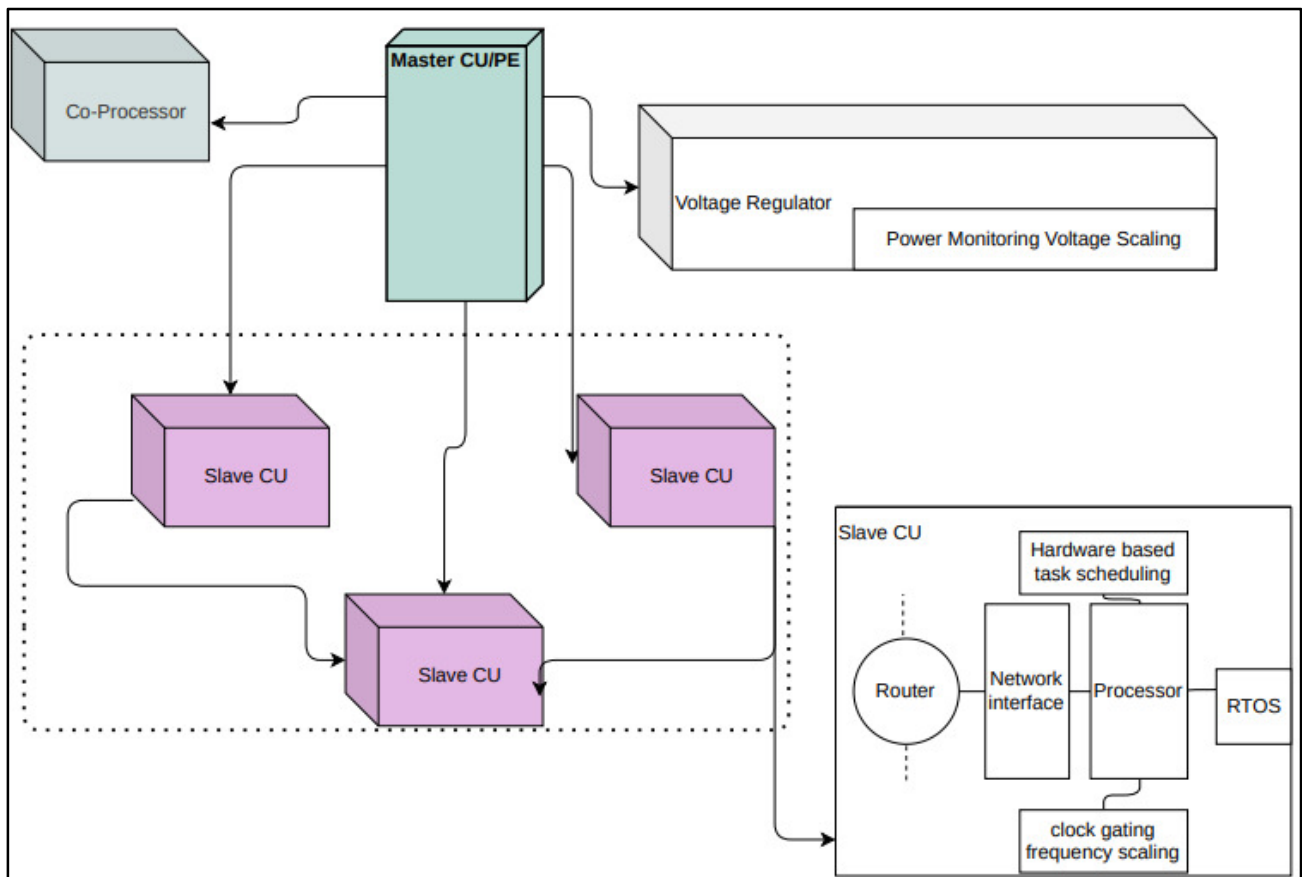 Master CU/PE
Co-Processor
Voltage Regulator
Power Monitoring Voltage Scaling
Slave CU
Slave CU
Slave CU
Slave CU
Hardware based
task scheduling
Router
Network
interface
Processor
RTOS
clock gating
frequency scaling